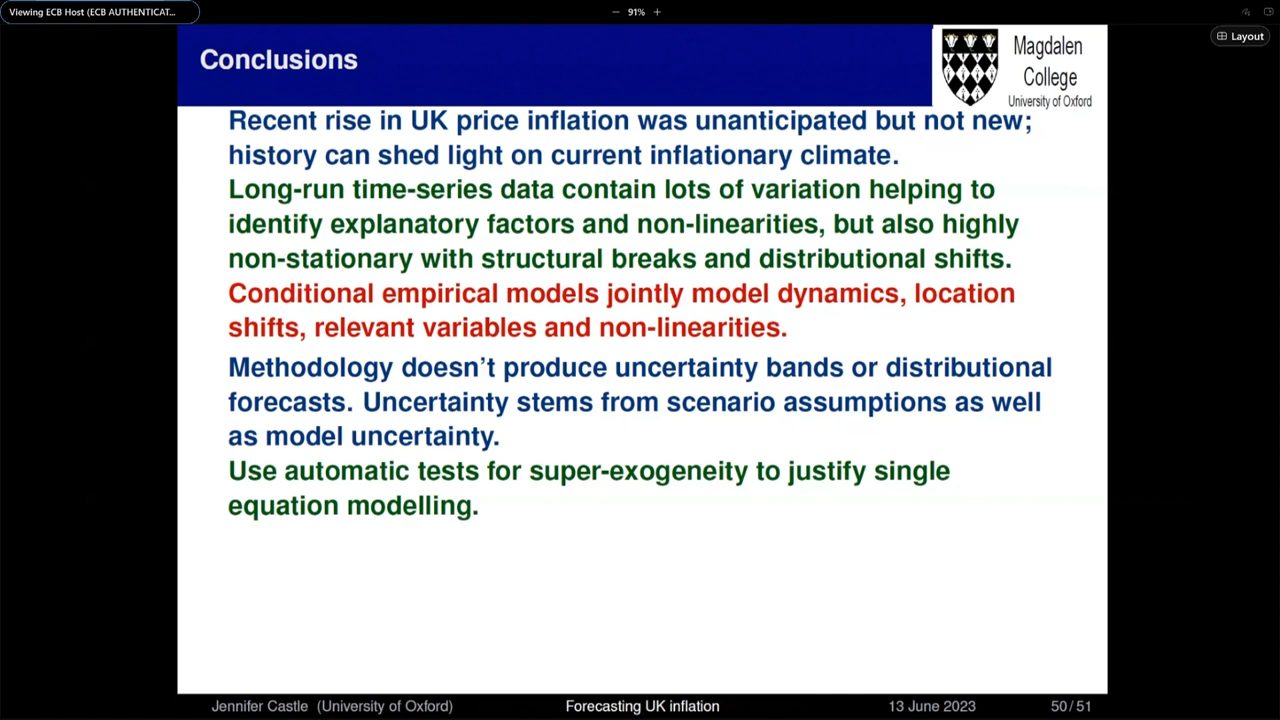 Viewing ECB Host (ECB AUTHENTICAT...
91%
Layout
Conclusions
Magdalen
College
University of Oxford
Recent rise in UK price inflation was unanticipated but not new;
history can shed light on current inflationary climate.
Long-run time-series data contain lots of variation helping to
identify explanatory factors and non-linearities, but also highly
non-stationary with structural breaks and distributional shifts.
Conditional empirical models jointly model dynamics, location
shifts, relevant variables and non-linearities.
Methodology doesn't produce uncertainty bands or distributional
forecasts. Uncertainty stems from scenario assumptions as well
as model uncertainty.
Use automatic tests for super-exogeneity to justify single
equation modelling.
Jennifer Castle (University of Oxford) Forecasting UK inflation 13 June 2023 50 / 51